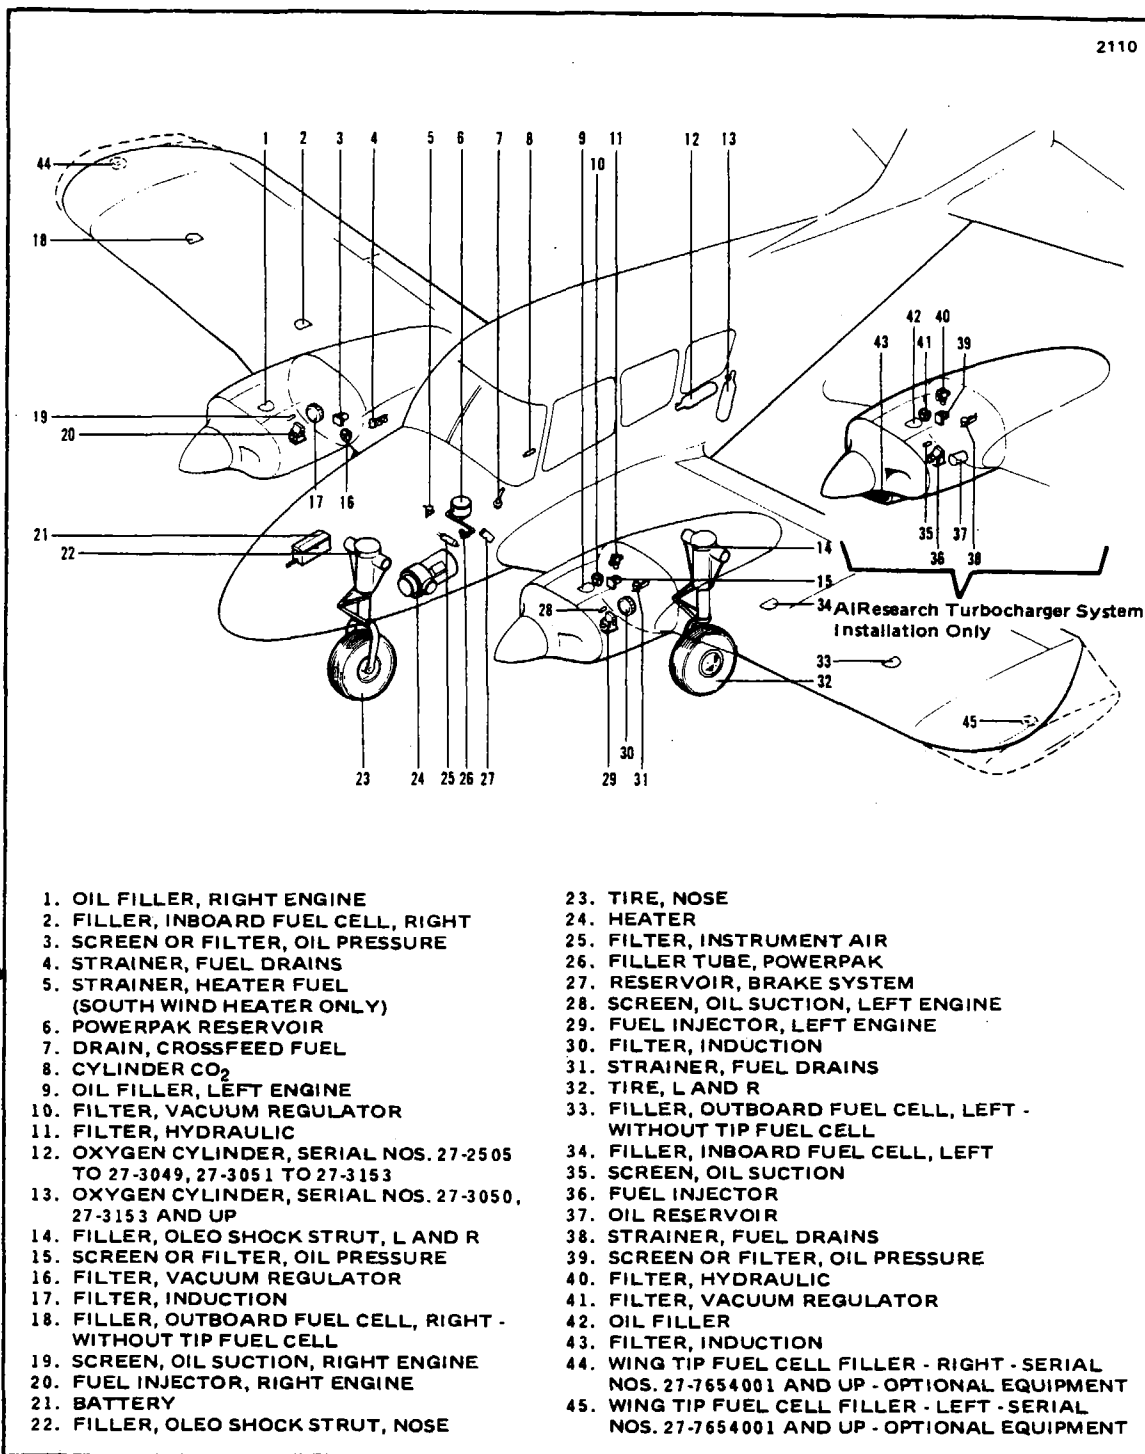 2110
1 2 3 4 5 6 7 8 9 10 11 12 13
44
18
42 40
43 41 39
19
20
17 16
21
22
35 36 37 38
14
15
28
34 AiResearch Turbocharger System
Installation Only
33
32
45
30
23 24 25 26 27 29 31
1. OIL FILLER, RIGHT ENGINE
2. FILLER, INBOARD FUEL CELL, RIGHT
3. SCREEN OR FILTER, OIL PRESSURE
4. STRAINER, FUEL DRAINS
5. STRAINER, HEATER FUEL
(SOUTH WIND HEATER ONLY)
6. POWERPAK RESERVOIR
7. DRAIN, CROSSFEED FUEL
8. CYLINDER CO2
9. OIL FILLER, LEFT ENGINE
10. FILTER, VACUUM REGULATOR
11. FILTER, HYDRAULIC
12. OXYGEN CYLINDER, SERIAL NOS. 27-2505
TO 27-3049, 27-3051 TO 27-3153
13. OXYGEN CYLINDER, SERIAL NOS. 27-3050,
27-3153 AND UP
14. FILLER, OLEO SHOCK STRUT, L AND R
15. SCREEN OR FILTER, OIL PRESSURE
16. FILTER, VACUUM REGULATOR
17. FILTER, INDUCTION
18. FILLER, OUTBOARD FUEL CELL, RIGHT -
WITHOUT TIP FUEL CELL
19. SCREEN, OIL SUCTION, RIGHT ENGINE
20. FUEL INJECTOR, RIGHT ENGINE
21. BATTERY
22. FILLER, OLEO SHOCK STRUT, NOSE
23. TIRE, NOSE
24. HEATER
25. FILTER, INSTRUMENT AIR
26. FILLER TUBE, POWERPAK
27. RESERVOIR, BRAKE SYSTEM
28. SCREEN, OIL SUCTION, LEFT ENGINE
29. FUEL INJECTOR, LEFT ENGINE
30. FILTER, INDUCTION
31. STRAINER, FUEL DRAINS
32. TIRE, L AND R
33. FILLER, OUTBOARD FUEL CELL, LEFT -
WITHOUT TIP FUEL CELL
34. FILLER, INBOARD FUEL CELL, LEFT
35. SCREEN, OIL SUCTION
36. FUEL INJECTOR
37. OIL RESERVOIR
38. STRAINER, FUEL DRAINS
39. SCREEN OR FILTER, OIL PRESSURE
40. FILTER, HYDRAULIC
41. FILTER, VACUUM REGULATOR
42. OIL FILLER
43. FILTER, INDUCTION
44. WING TIP FUEL CELL FILLER - RIGHT - SERIAL
NOS. 27-7654001 AND UP - OPTIONAL EQUIPMENT
45. WING TIP FUEL CELL FILLER - LEFT - SERIAL
NOS. 27-7654001 AND UP - OPTIONAL EQUIPMENT